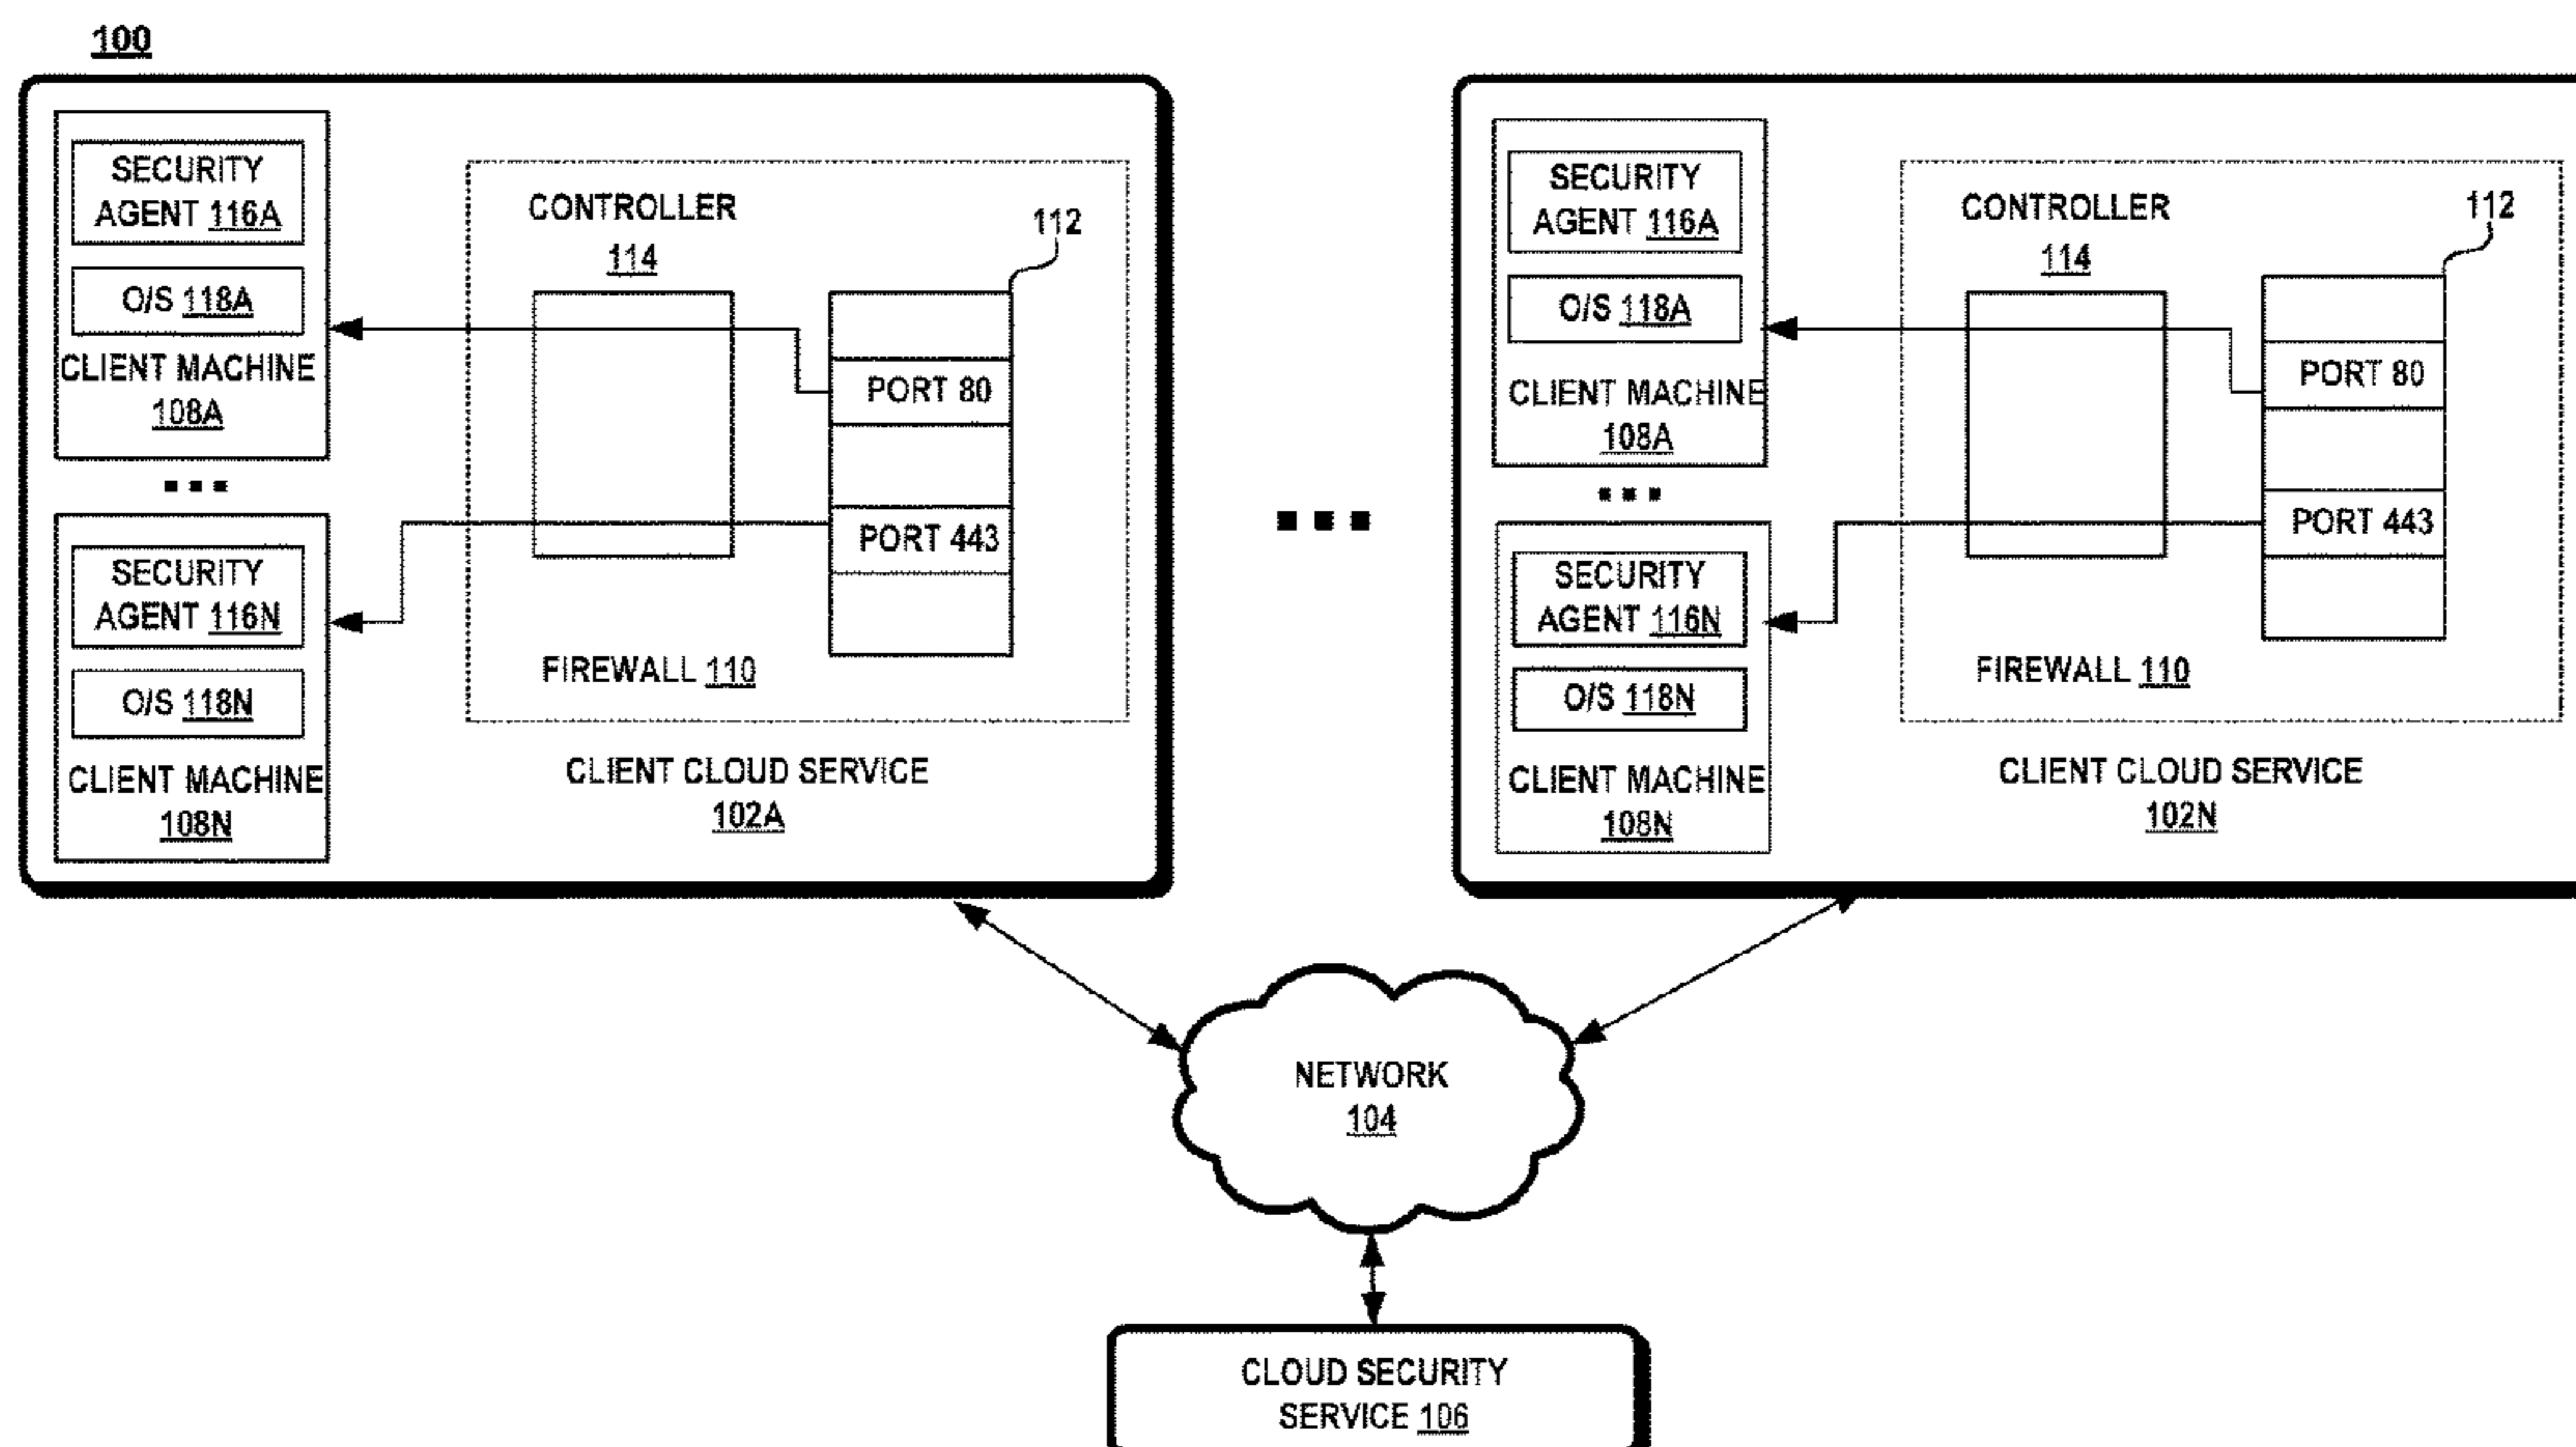 100
SECURITY
AGENT 116A
O/S 118A
CLIENT MACHINE
108A
SECURITY
AGENT 116N
O/S 118N
CLIENT MACHINE
108N
CONTROLLER
114
112
PORT 80
PORT 443
FIREWALL 110
CLIENT CLOUD SERVICE
102A
SECURITY
AGENT 116A
O/S 118A
CLIENT MACHINE
108A
SECURITY
AGENT 116N
O/S 118N
CLIENT MACHINE
108N
CONTROLLER
114
112
PORT 80
PORT 443
FIREWALL 110
CLIENT CLOUD SERVICE
102N
NETWORK
104
CLOUD SECURITY
SERVICE 106